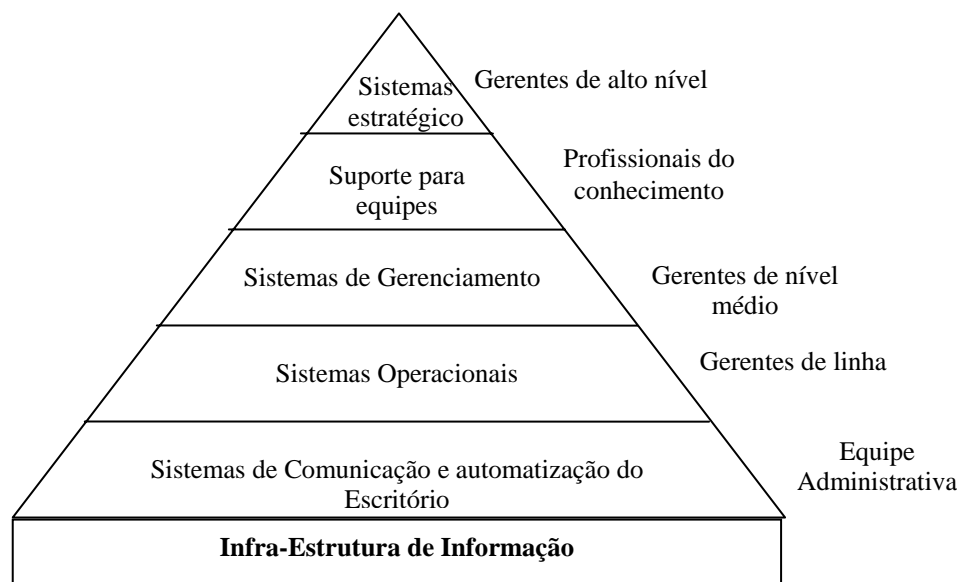 Sistemas
estratégico
Gerentes de alto nível
Suporte para
equipes
Profissionais do
conhecimento
Sistemas de Gerenciamento
Gerentes de nível
médio
Sistemas Operacionais
Gerentes de linha
Sistemas de Comunicação e automatização do
Escritório
Equipe
Administrativa
Infra-Estrutura de Informação